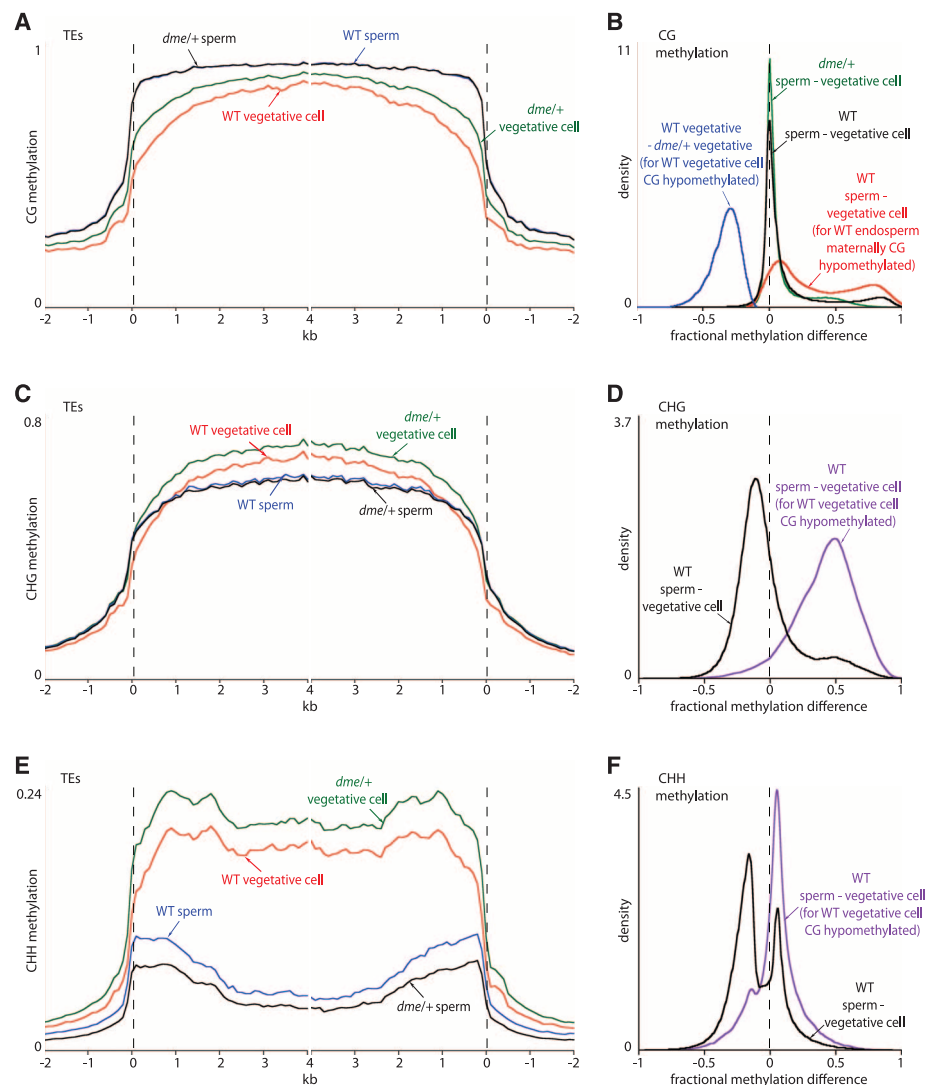 A
TEs
1
dme/+ sperm
WT sperm
WT vegetative cell
dme/+
vegetative cell
CG methylation
0
-2
-1
0
1
2
3
4
3
2
1
0
-1
-2
kb
B
CG
methylation
11
dme/+
sperm – vegetative cell
WT
sperm – vegetative cell
WT vegetative
- dme/+ vegetative
(for WT vegetative cell
CG hypomethylated)
WT
sperm –
vegetative cell
(for WT endosperm
maternally CG
hypomethylated)
density
0
-1
-0.5
0
0.5
1
fractional methylation difference
C
TEs
0.8
WT vegetative cell
dme/+
vegetative cell
WT sperm
dme/+ sperm
CHG methylation
0
-2
-1
0
1
2
3
4
2
1
0
-1
-2
kb
D
CHG
methylation
3.7
WT
sperm – vegetative cell
(for WT vegetative cell
CG hypomethylated)
WT
sperm –
vegetative cell
density
0
-1
-0.5
0
0.5
1
fractional methylation difference
E
TEs
0.24
dme/+
vegetative cell
WT vegetative cell
WT sperm
dme/+ sperm
CHH methylation
0
-2
-1
0
1
2
3
4
2
1
0
-1
-2
kb
F
CHH
methylation
4.5
WT
sperm – vegetative cell
(for WT vegetative cell
CG hypomethylated)
WT
sperm –
vegetative cell
density
0
-1
-0.5
0
0.5
1
fractional methylation difference